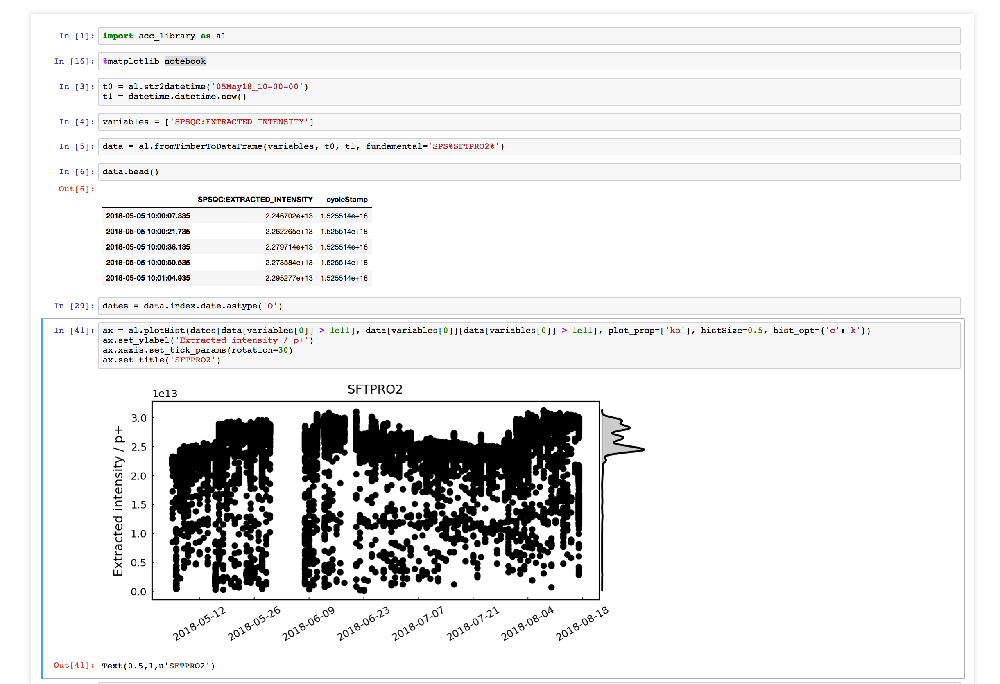 In [1]: import acc_library as al
In [16]: %matplotlib notebook
In [3]: t0 = al.str2datetime('05May18_10-00-00')
t1 = datetime.datetime.now()
In [4]: variables = ['SPSQC:EXTRACTED_INTENSITY']
In [5]: data = al.fromTimberToDataFrame(variables, t0, t1, fundamental='SPS%SFTPRO2%')
In [6]: data.head()
Out[6]:
SPSQC:EXTRACTED_INTENSITY cycleStamp
2018-05-05 10:00:07.335 2.246702e+13 1.525514e+18
2018-05-05 10:00:21.735 2.262265e+13 1.525514e+18
2018-05-05 10:00:36.135 2.279714e+13 1.525514e+18
2018-05-05 10:00:50.535 2.273584e+13 1.525514e+18
2018-05-05 10:01:04.935 2.295277e+13 1.525514e+18
In [29]: dates = data.index.date.astype('O')
In [41]: ax = al.plotHist(dates[data[variables[0]] > 1e11], data[variables[0]][data[variables[0]] > 1e11], plot_prop=['ko'], histSize=0.5, hist_opt={'c':'k'})
ax.set_ylabel('Extracted intensity / p+')
ax.xaxis.set_tick_params(rotation=30)
ax.set_title('SFTPRO2')
SFTPRO2
1e13
Extracted intensity / p+
3.0
2.5
2.0
1.5
1.0
0.5
0.0
2018-05-12
2018-05-26
2018-06-09
2018-06-23
2018-07-07
2018-07-21
2018-08-04
2018-08-18
Out[41]: Text(0.5,1,u'SFTPRO2')